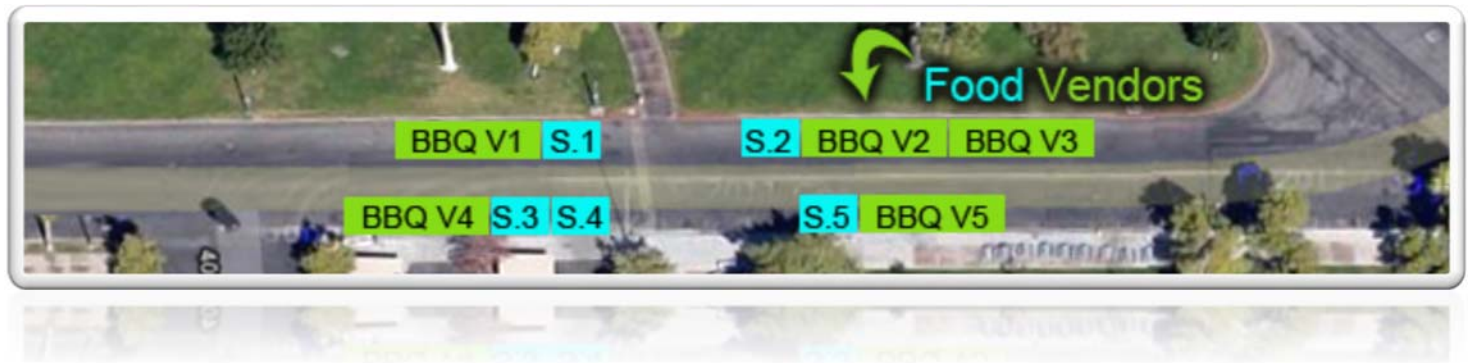 Food Vendors
BBQ V1 S.1 S.2 BBQ V2 BBQ V3
BBQ V4 S.3 S.4 S.5 BBQ V5